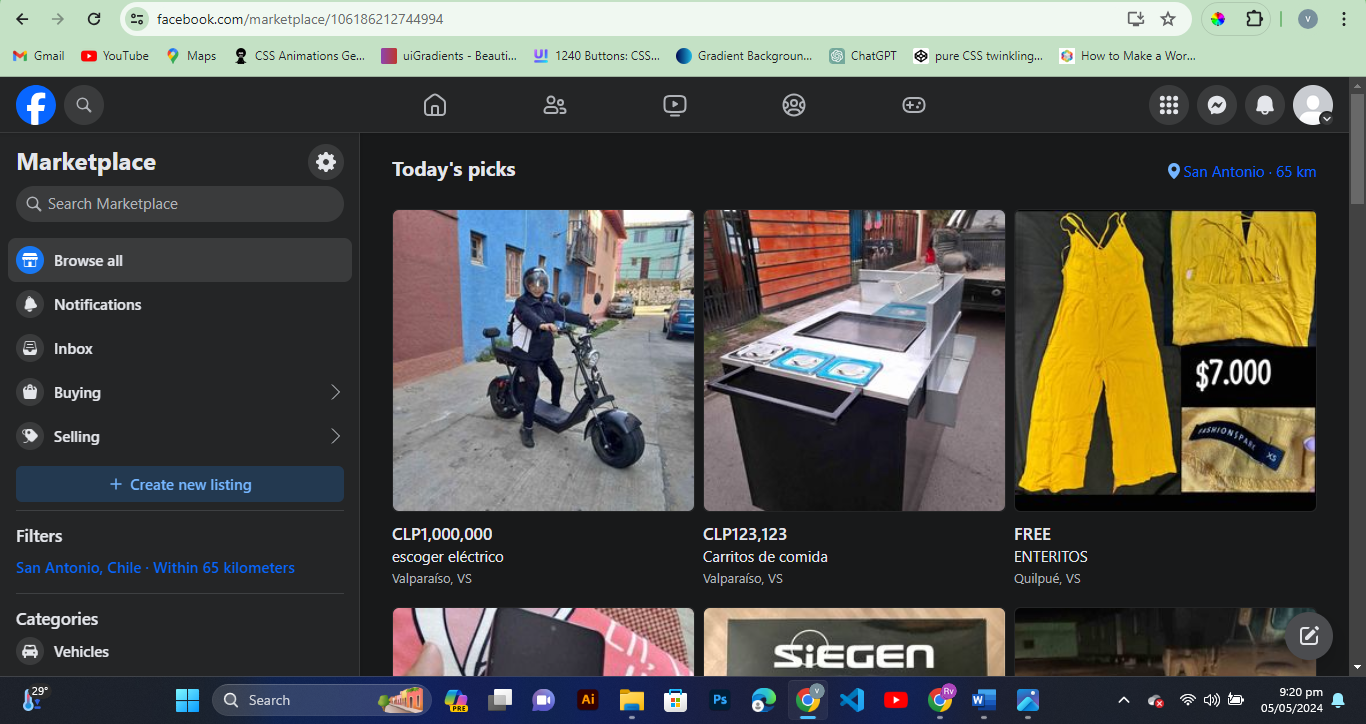 facebook.com/marketplace/106186212744994
V
Gmail
YouTube
Maps
CSS Animations Ge...
uiGradients - Beauti...
1240 Buttons: CSS...
Gradient Backgroun...
ChatGPT
pure CSS twinkling...
How to Make a Wor...
Marketplace
Search Marketplace
Browse all
Notifications
Inbox
Buying
Selling
+ Create new listing
Filters
San Antonio, Chile · Within 65 kilometers
Categories
Vehicles
Today's picks
San Antonio · 65 km
$7.000
FASHIONSPARK
XS
CLP1,000,000
escoger eléctrico
Valparaíso, VS
CLP123,123
Carritos de comida
Valparaíso, VS
FREE
ENTERITOS
Quilpué, VS
SiEGEN
29°
Search
PRE
Ai
Ps
V
Rv
W
9:20 pm
05/05/2024